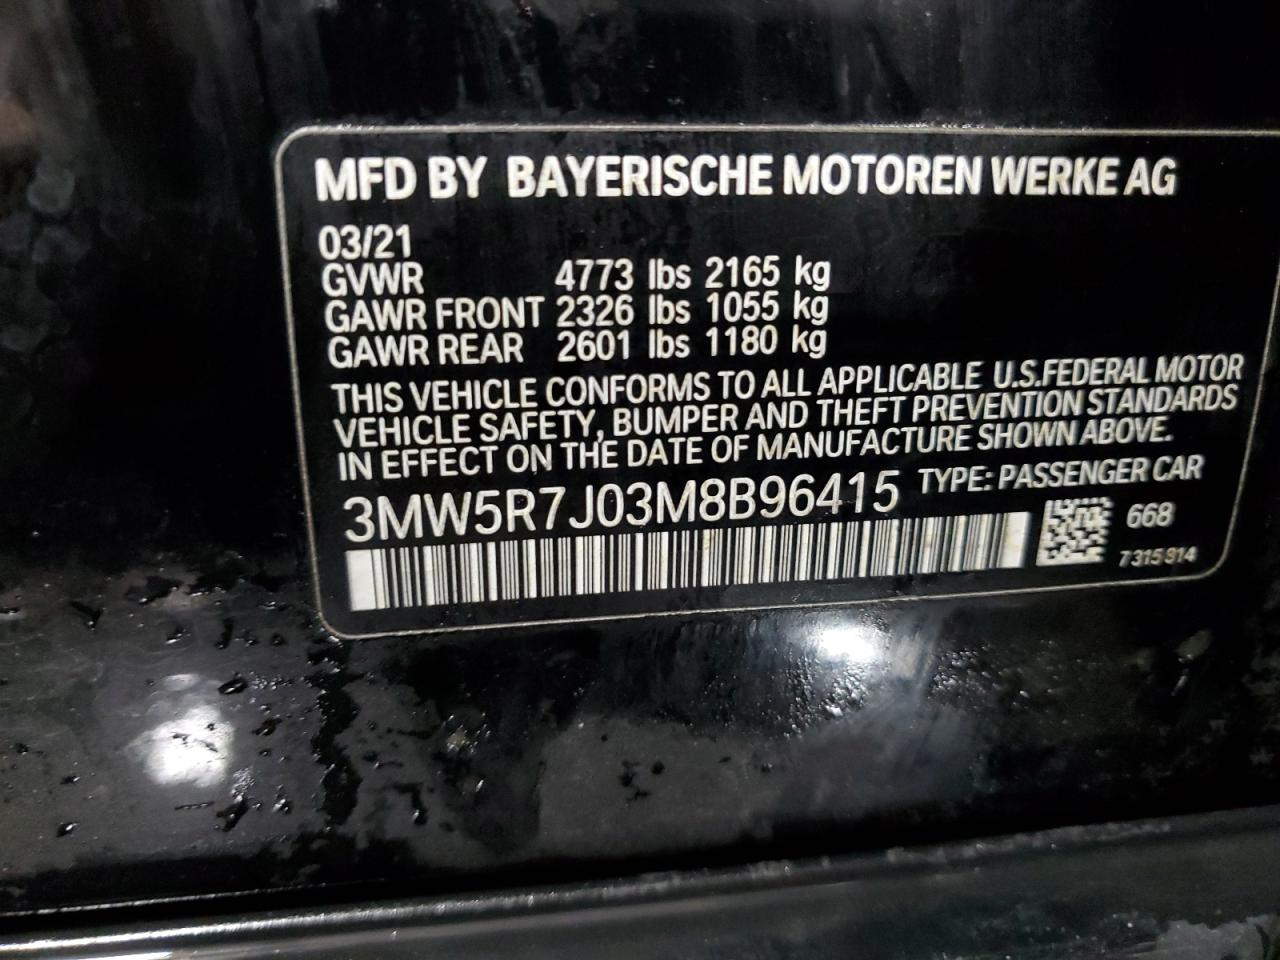 MFD BY BAYERISCHE MOTOREN WERKE AG
03/21
GVWR 4773 lbs 2165 kg
GAWR FRONT 2326 lbs 1055 kg
GAWR REAR 2601 lbs 1180 kg
THIS VEHICLE CONFORMS TO ALL APPLICABLE U.S.FEDERAL MOTOR
VEHICLE SAFETY, BUMPER AND THEFT PREVENTION STANDARDS
IN EFFECT ON THE DATE OF MANUFACTURE SHOWN ABOVE.
3MW5R7J03M8B96415 TYPE: PASSENGER CAR
668
7315914